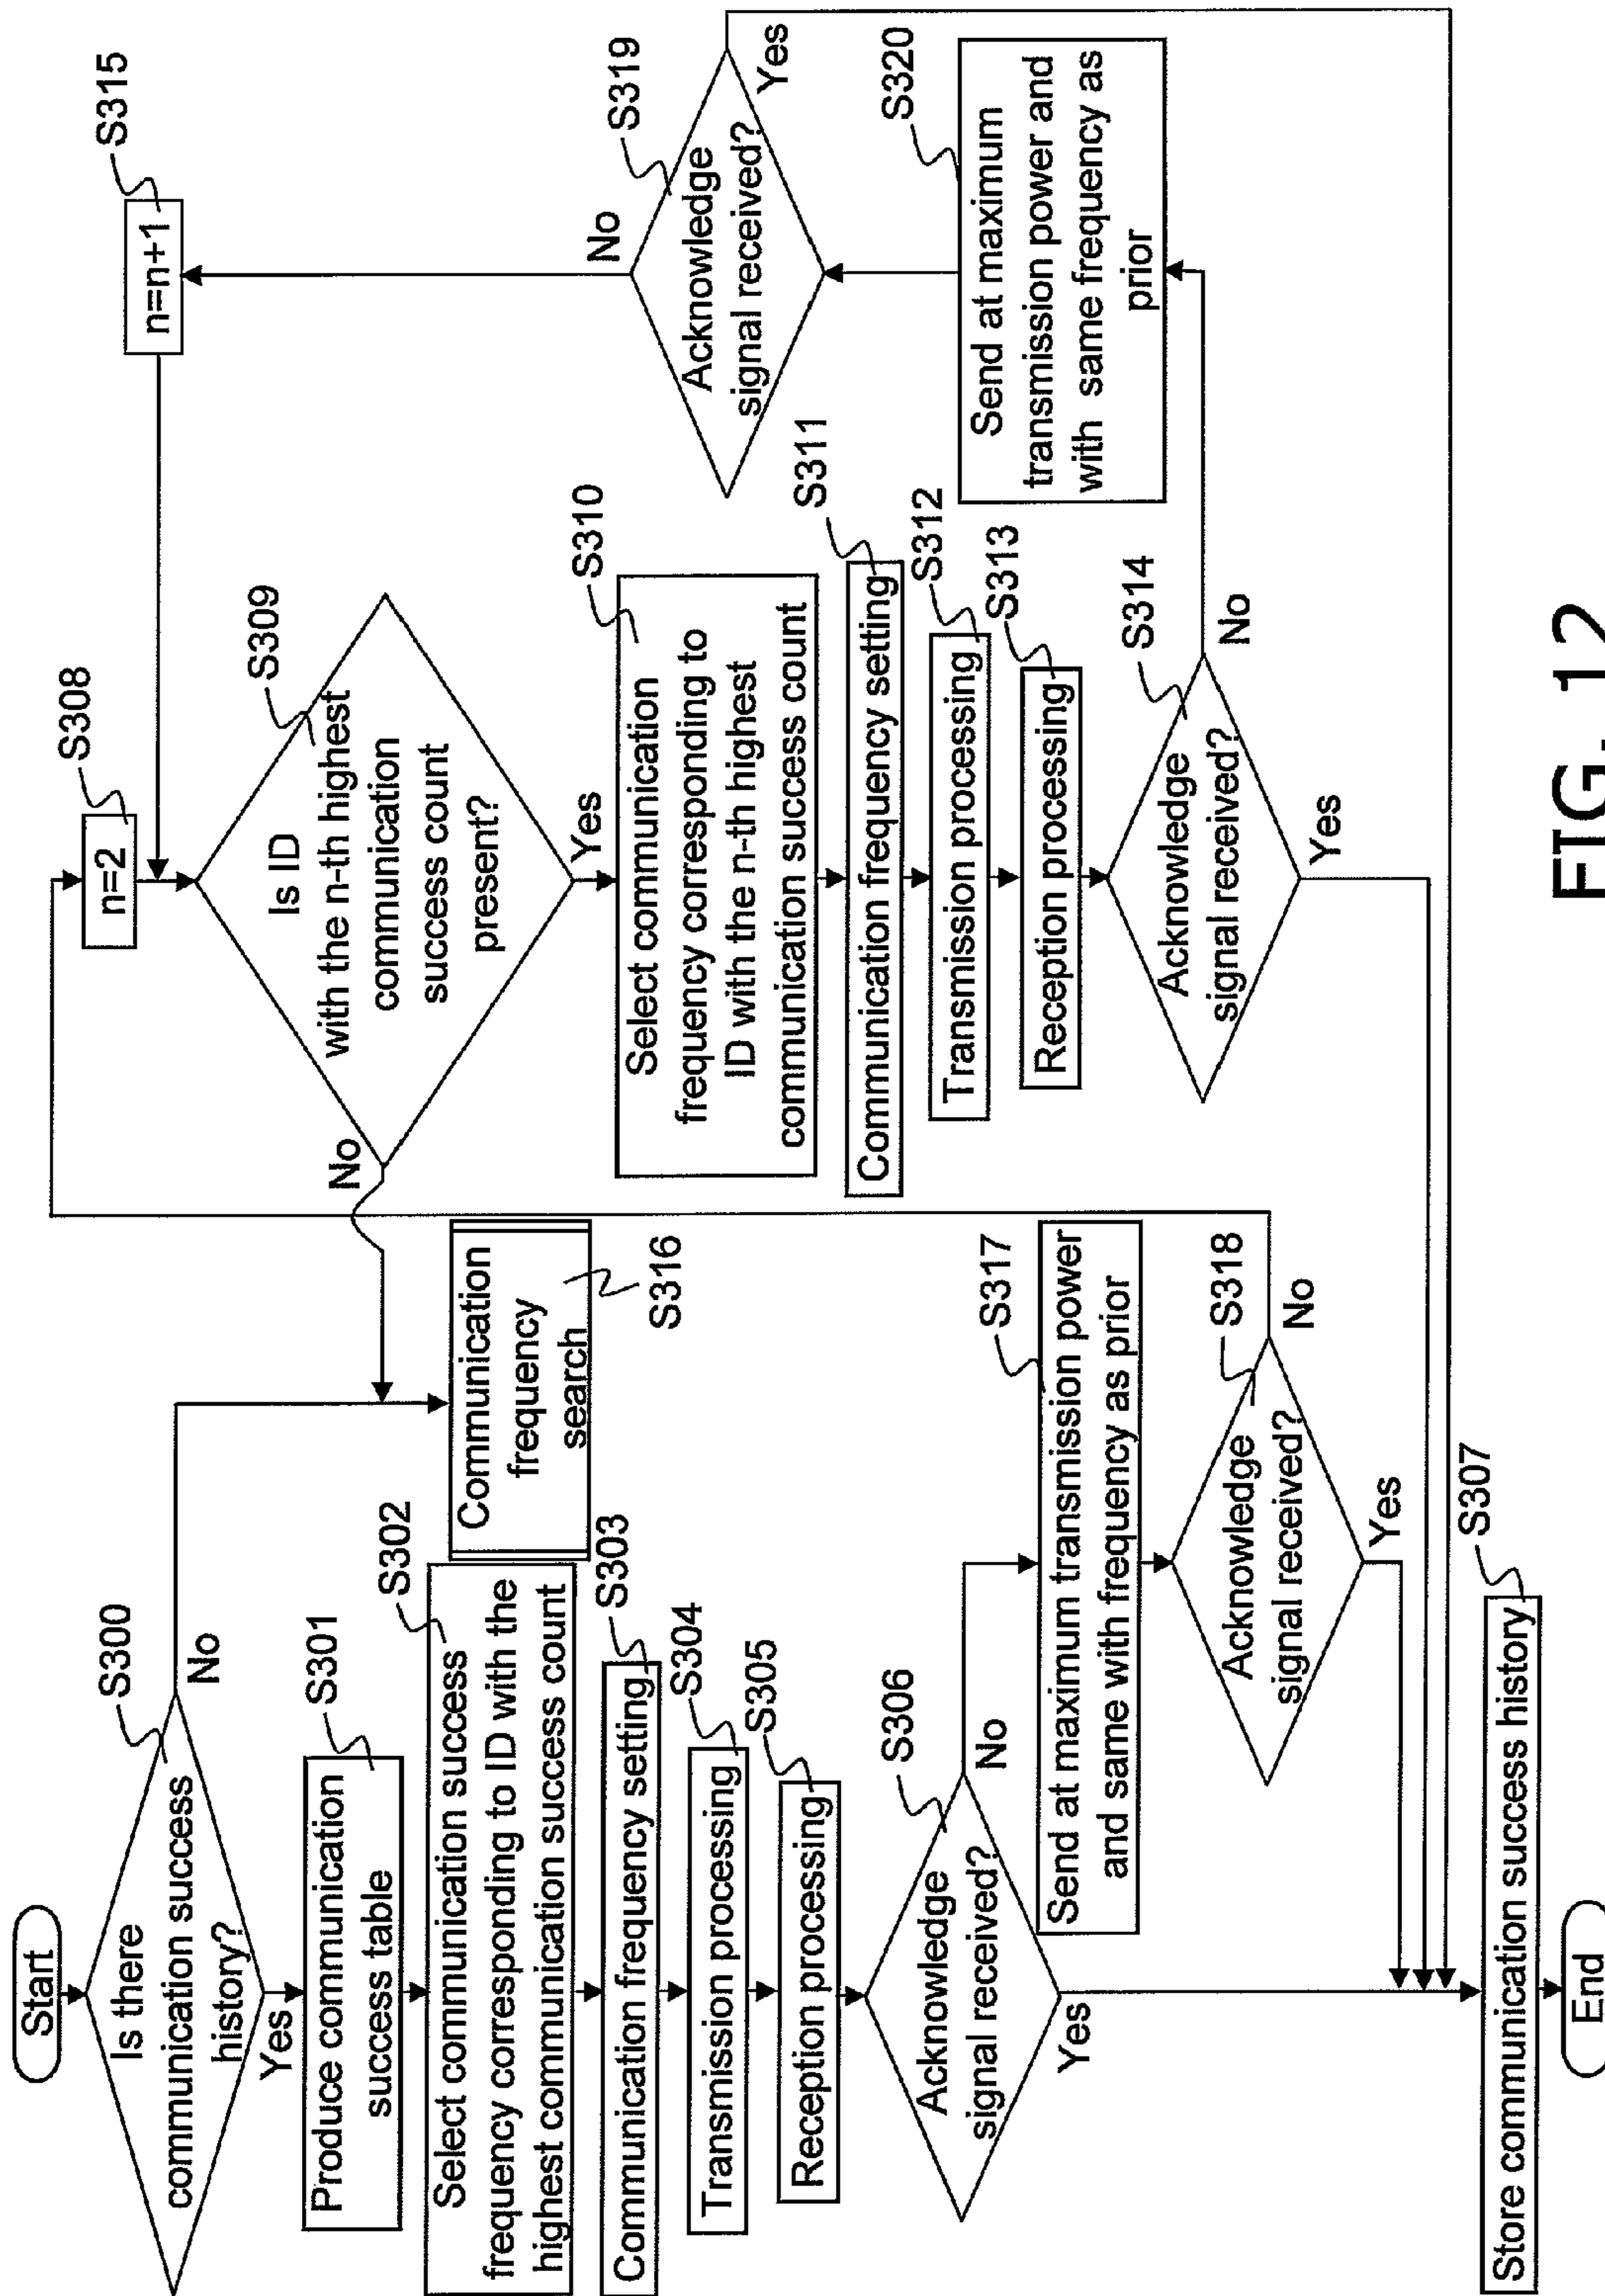 Start
Is there
communication success
history?
S300
No
Yes
Produce communication
success table
S301
Select communication success
frequency corresponding to ID with the
highest communication success count
S302
Communication frequency setting
S303
Transmission processing
S304
Reception processing
S305
Acknowledge
signal received?
S306
No
Yes
Communication
frequency
search
S316
Send at maximum transmission power
and same with frequency as prior
S317
Acknowledge
signal received?
S318
No
Yes
Store communication success history
S307
End
n=2
S308
Is ID
with the n-th highest
communication
success count
present?
S309
No
Yes
Select communication
frequency corresponding to
ID with the n-th highest
communication success count
S310
Communication frequency setting
S311
Transmission processing
S312
Reception processing
S313
Acknowledge
signal received?
S314
No
Yes
n=n+1
S315
Acknowledge
signal received?
S319
No
Yes
Send at maximum
transmission power and
with same frequency as
prior
S320
FIG. 12